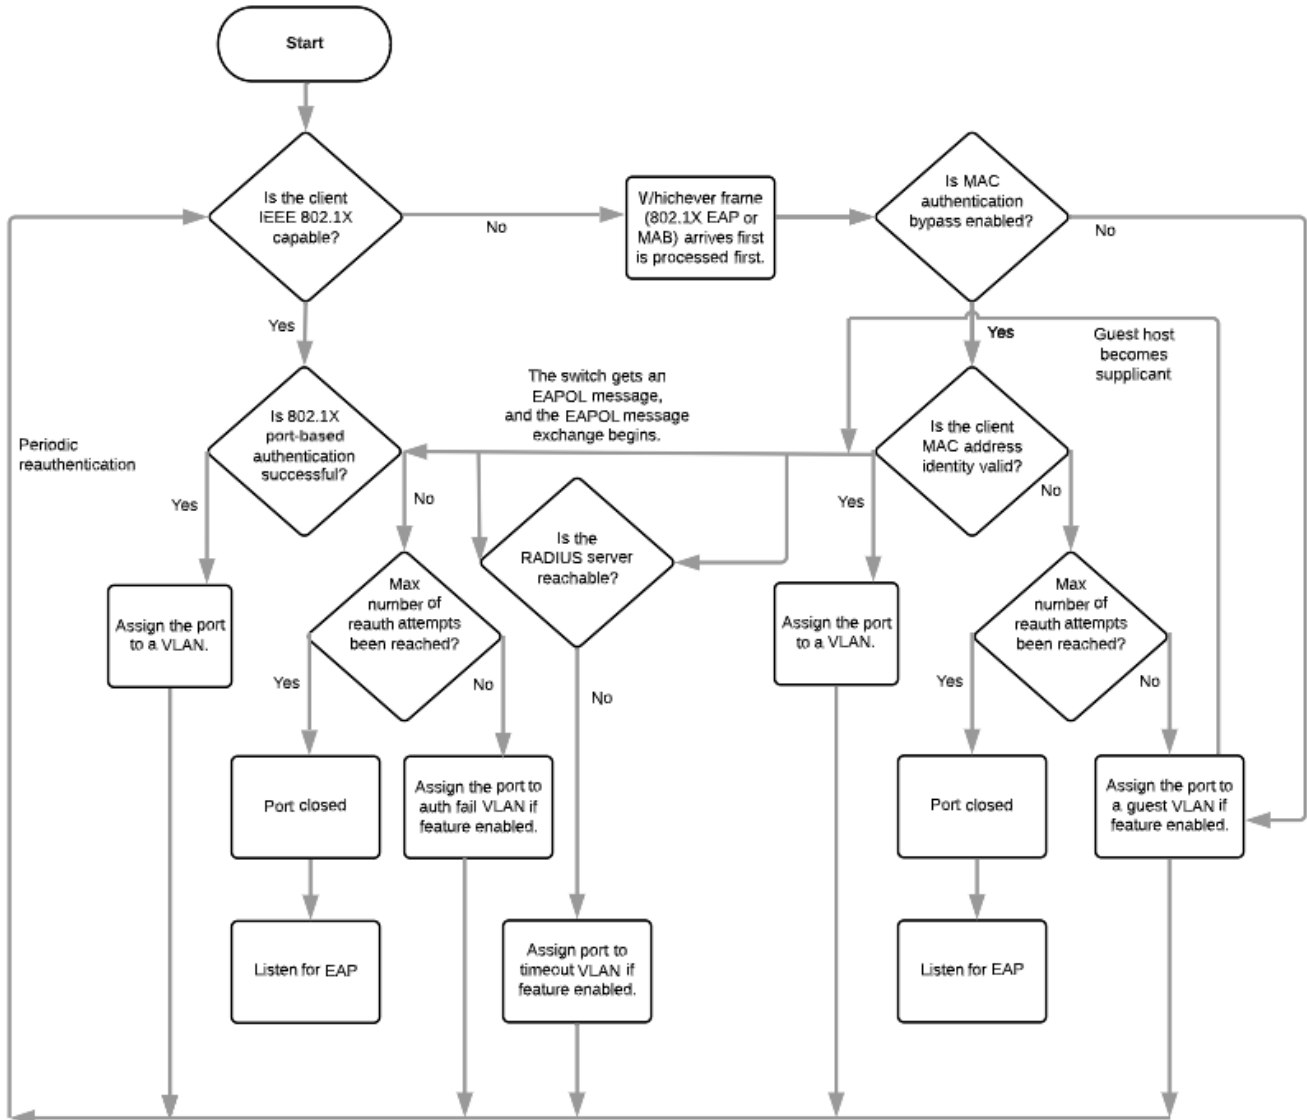 Start
Is the client
IEEE 802.1X
capable?
No
Whichever frame
(802.1X EAP or
MAB) arrives first
is processed first.
Is MAC
authentication
bypass enabled?
No
Yes
Yes
Guest host
becomes
supplicant
The switch gets an
EAPOL message,
and the EAPOL message
exchange begins.
Periodic
reauthentication
Is 802.1X
port-based
authentication
successful?
Yes
No
Is the
RADIUS server
reachable?
Is the client
MAC address
identity valid?
Yes
No
Assign the port
to a VLAN.
Max
number of
reauth attempts
been reached?
Yes
No
No
Assign the port
to a VLAN.
Max
number of
reauth attempts
been reached?
Yes
No
Port closed
Assign the port to
auth fail VLAN if
feature enabled.
Port closed
Assign the port to
a guest VLAN if
feature enabled.
Listen for EAP
Assign port to
timeout VLAN if
feature enabled.
Listen for EAP